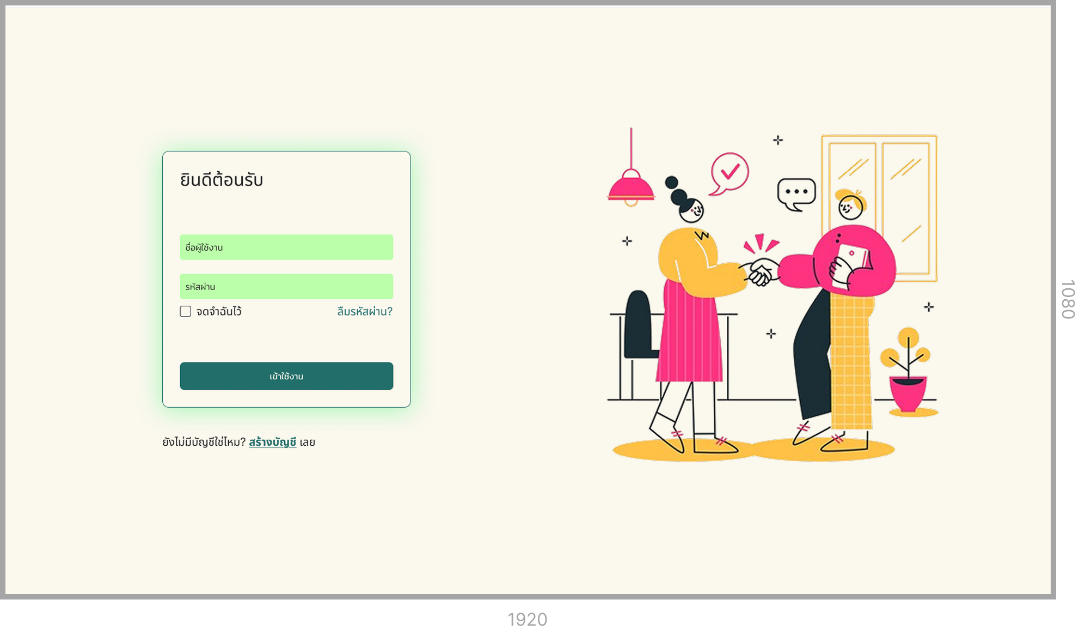 ยินดีต้อนรับ
ชื่อผู้ใช้งาน
รหัสผ่าน
จดจำฉันไว้
ลืมรหัสผ่าน?
เข้าใช้งาน
ยังไม่มีบัญชีใช่ไหม? สร้างบัญชี เลย
1080
1920